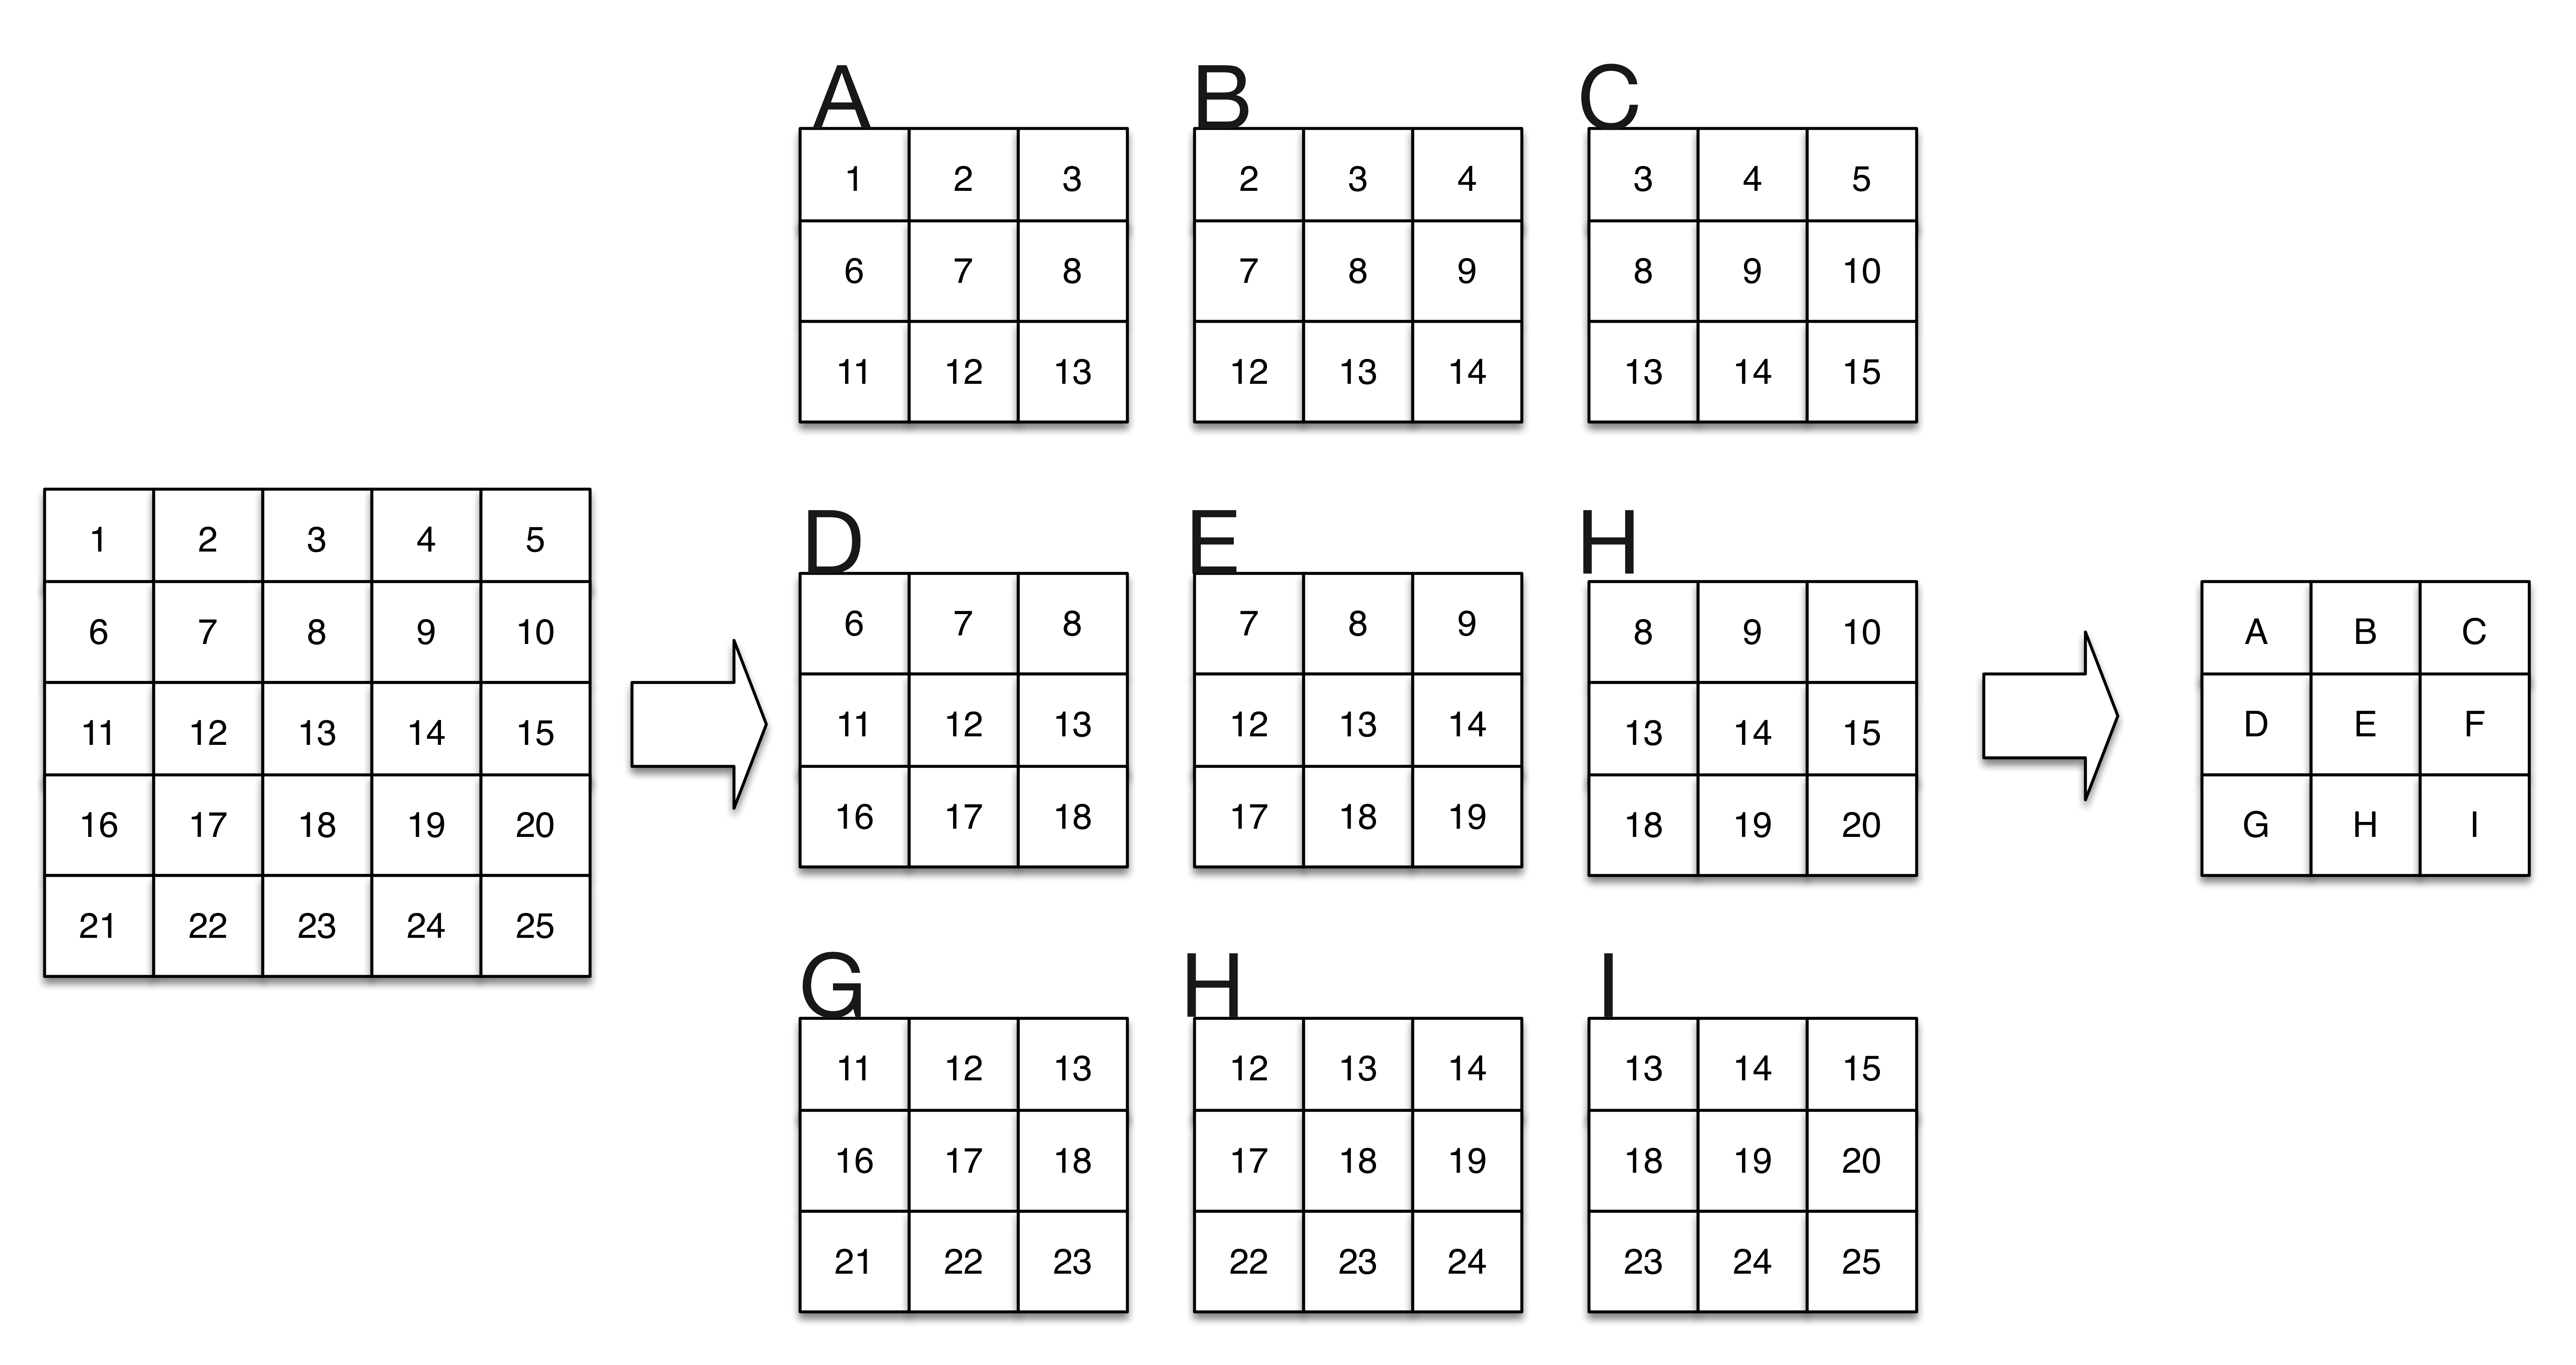 A B C
1 2 3 2 3 4 3 4 5
6 7 8 7 8 9 8 9 10
11 12 13 12 13 14 13 14 15
1 2 3 4 5
6 7 8 9 10
11 12 13 14 15
16 17 18 19 20
21 22 23 24 25
D E H
6 7 8 7 8 9 8 9 10
11 12 13 12 13 14 13 14 15
16 17 18 17 18 19 18 19 20
A B C
D E F
G H I
G H I
11 12 13 12 13 14 13 14 15
16 17 18 17 18 19 18 19 20
21 22 23 22 23 24 23 24 25